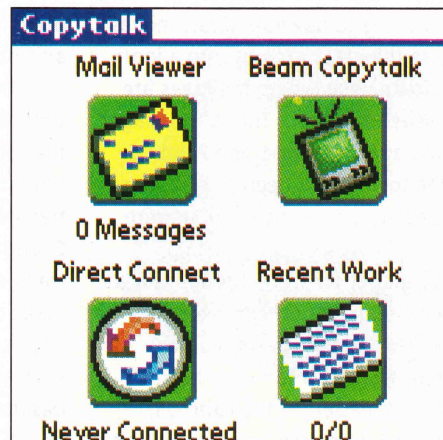 Copytalk
Mail Viewer Beam Copytalk
0 Messages
Direct Connect Recent Work
Never Connected 0/0